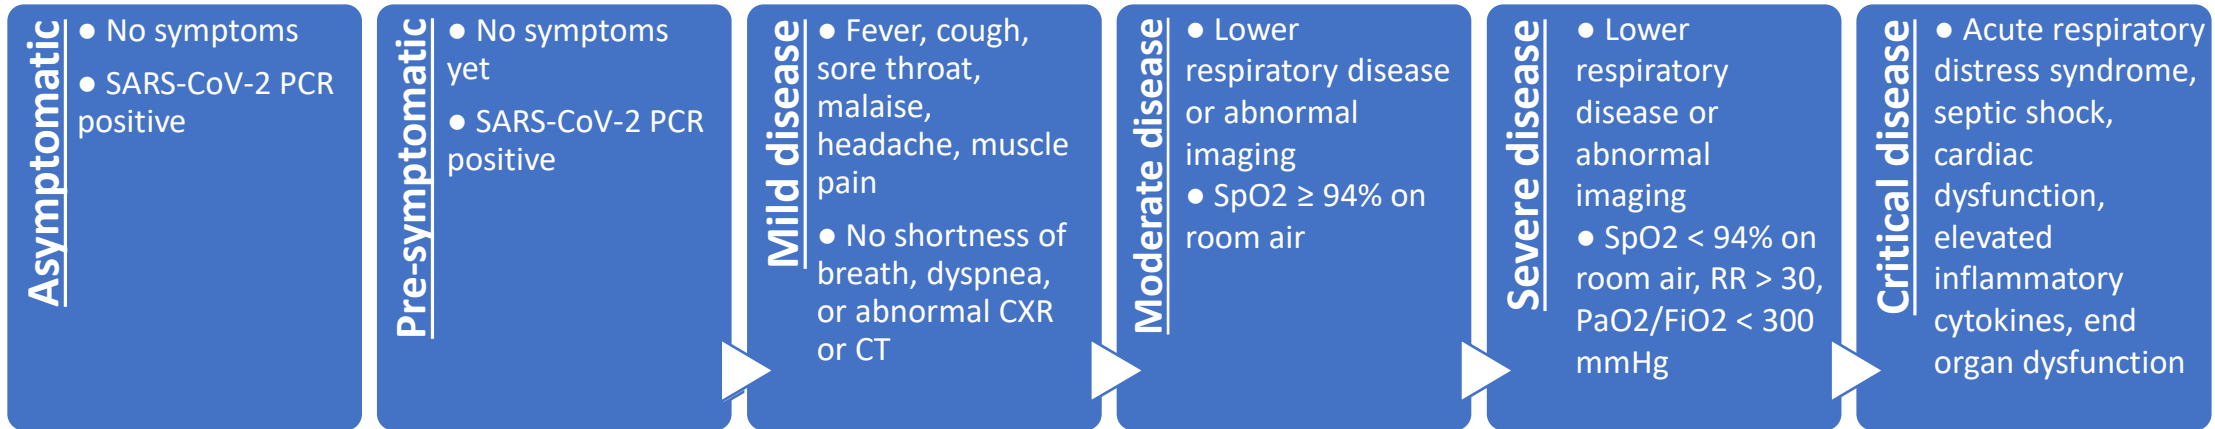 Asymptomatic
● No symptoms
● SARS-CoV-2 PCR
positive
Pre-symptomatic
● No symptoms
yet
● SARS-CoV-2 PCR
positive
Mild disease
● Fever, cough,
sore throat,
malaise,
headache, muscle
pain
● No shortness of
breath, dyspnea,
or abnormal CXR
or CT
Moderate disease
● Lower
respiratory disease
or abnormal
imaging
● SpO2 ≥ 94% on
room air
Severe disease
● Lower
respiratory
disease or
abnormal
imaging
● SpO2 < 94% on
room air, RR > 30,
PaO2/FiO2 < 300
mmHg
Critical disease
● Acute respiratory
distress syndrome,
septic shock,
cardiac
dysfunction,
elevated
inflammatory
cytokines, end
organ dysfunction